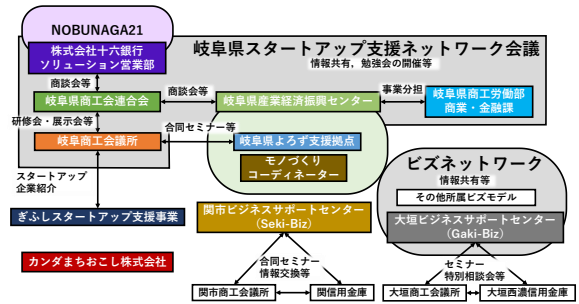 NOBUNAGA21
株式会社十六銀行
ソリューション営業部
岐阜県スタートアップ支援ネットワーク会議
情報共有,勉強会の開催等
商談会等
岐阜県商工会連合会
商談会等
岐阜県産業経済振興センター
事業分担
岐阜県商工労働部
商業・金融課
研修会・展示会等
岐阜商工会議所
合同セミナー等
岐阜県よろず支援拠点
モノづくり
コーディネーター
スタートアップ
企業紹介
ぎふしスタートアップ支援事業
カンダまちおこし株式会社
ビズネットワーク
情報共有等
その他所属ビズモデル
関市ビジネスサポートセンター
(Seki-Biz)
大垣ビジネスサポートセンター
(Gaki-Biz)
合同セミナー
情報交換等
セミナー
特別相談会等
関市商工会議所
関信用金庫
大垣商工会議所
大垣西濃信用金庫